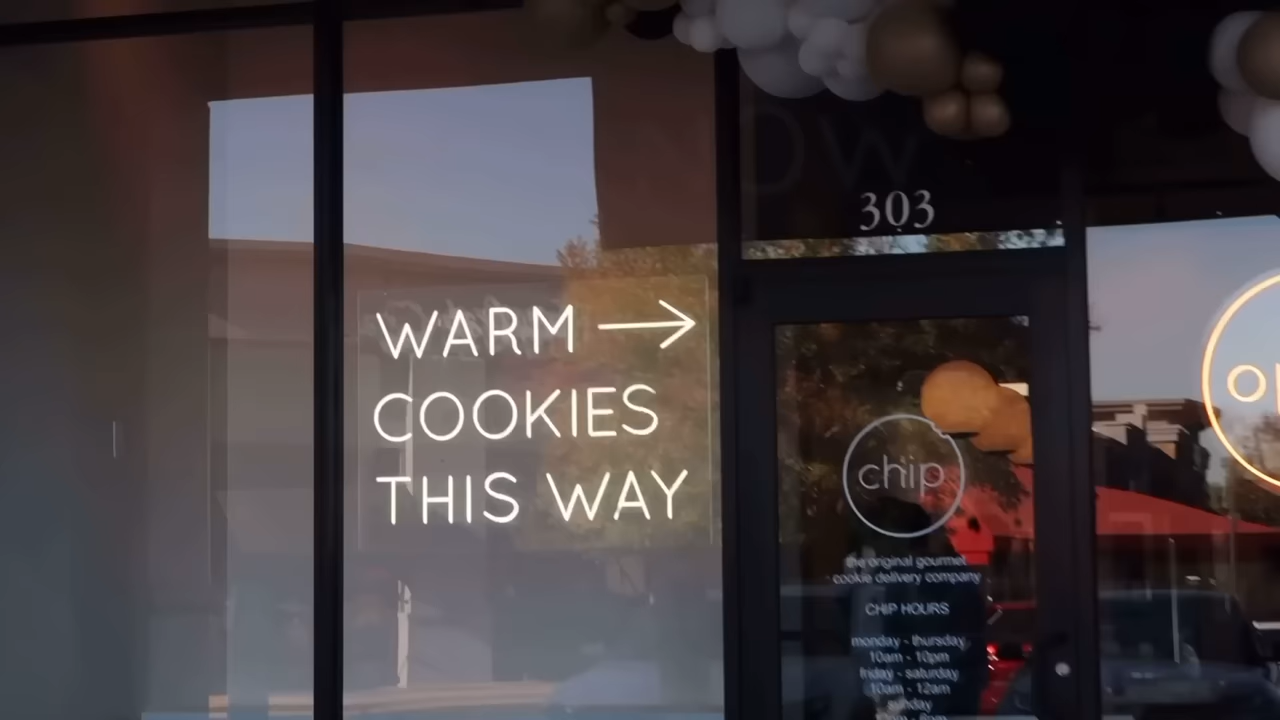 303
WARM →
COOKIES
THIS WAY
chip
the original gourmet
cookie delivery company
CHIP HOURS
monday - thursday
10am - 10pm
friday - saturday
10am - 12am
sunday